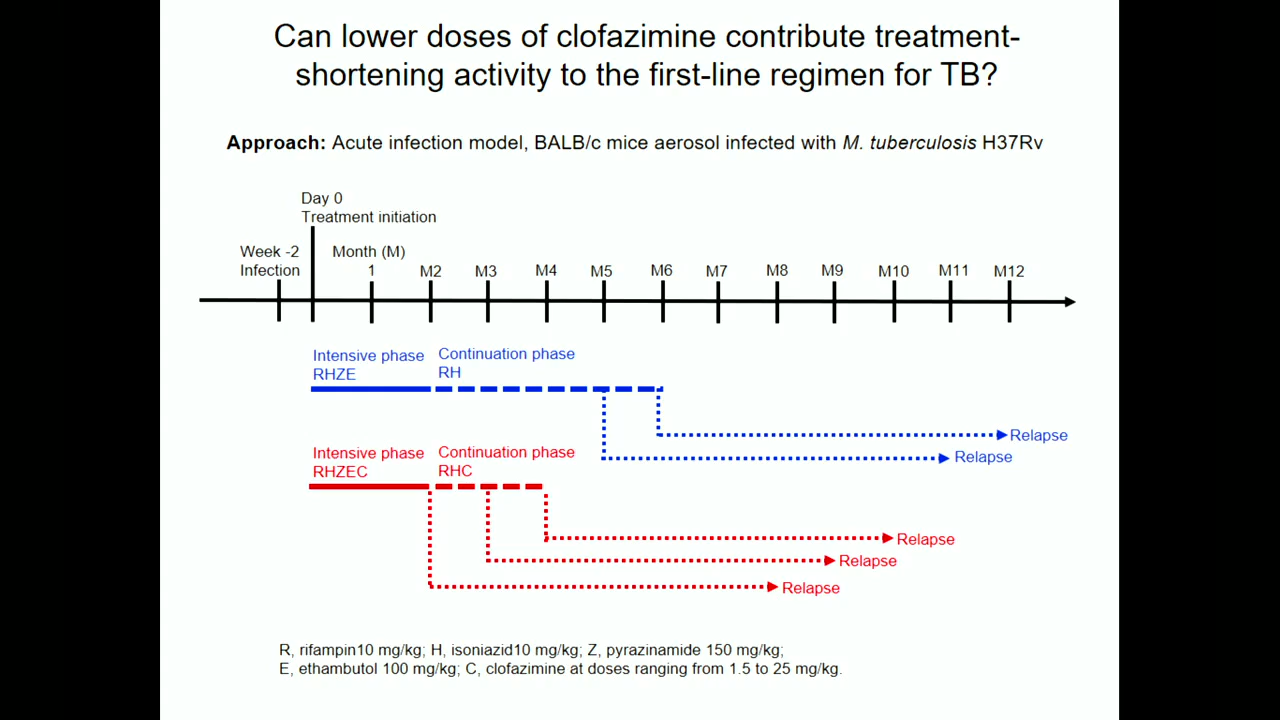 Can lower doses of clofazimine contribute treatment-
shortening activity to the first-line regimen for TB?
Approach: Acute infection model, BALB/c mice aerosol infected with M. tuberculosis H37Rv
Day 0
Treatment initiation
Week -2
Infection
Month (M)
1
M2
M3
M4
M5
M6
M7
M8
M9
M10
M11
M12
Intensive phase
RHZE
Continuation phase
RH
Relapse
Relapse
Intensive phase
RHZEC
Continuation phase
RHC
Relapse
Relapse
Relapse
R, rifampin10 mg/kg; H, isoniazid10 mg/kg; Z, pyrazinamide 150 mg/kg;
E, ethambutol 100 mg/kg; C, clofazimine at doses ranging from 1.5 to 25 mg/kg.